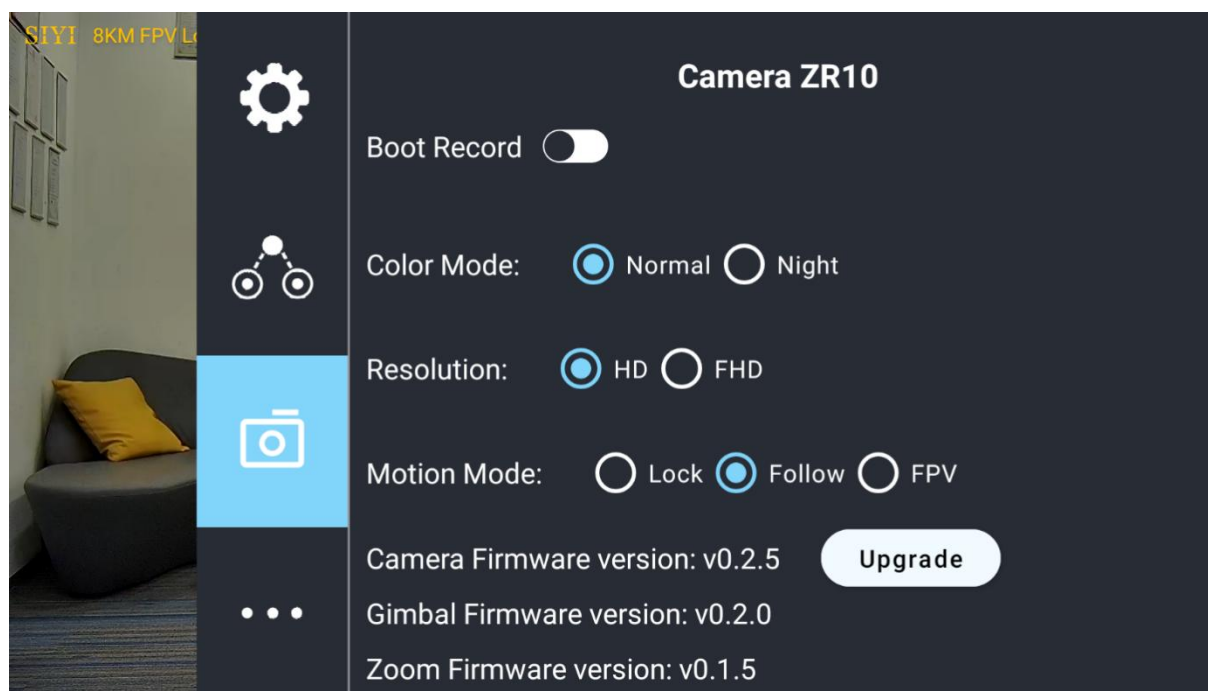 SIYI 8KM FPV
Camera ZR10
Boot Record
Color Mode: Normal Night
Resolution: HD FHD
Motion Mode: Lock Follow FPV
Camera Firmware version: v0.2.5 Upgrade
Gimbal Firmware version: v0.2.0
Zoom Firmware version: v0.1.5